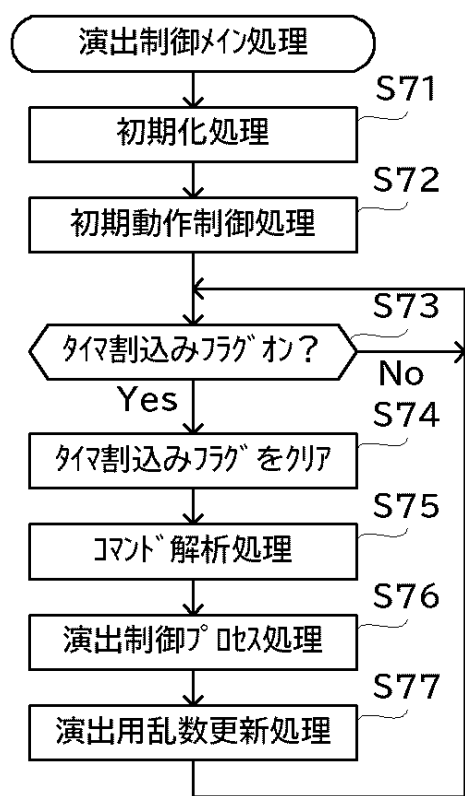 演出制御ﾒｲﾝ処理
S71
初期化処理
S72
初期動作制御処理
S73
ﾀｲﾏ割込みﾌﾗｸﾞｵﾝ？
No
Yes
S74
ﾀｲﾏ割込みﾌﾗｸﾞをｸﾘｱ
S75
ｺﾏﾝﾄﾞ解析処理
S76
演出制御ﾌﾟﾛｾｽ処理
S77
演出用乱数更新処理